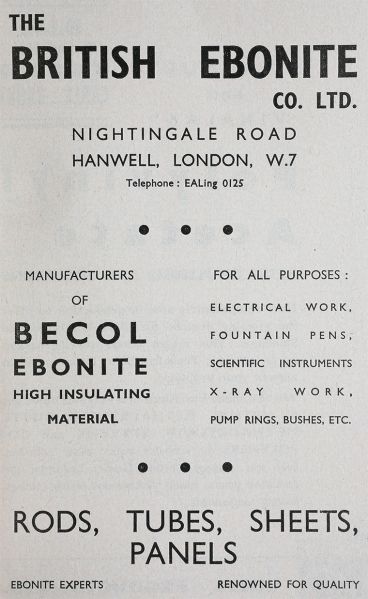 THE
BRITISH EBONITE
CO. LTD.
NIGHTINGALE ROAD
HANWELL, LONDON, W.7
Telephone : EALing 0125
• • •
MANUFACTURERS
OF
BECOL
EBONITE
HIGH INSULATING
MATERIAL
FOR ALL PURPOSES :
ELECTRICAL WORK,
FOUNTAIN PENS,
SCIENTIFIC INSTRUMENTS
X-RAY WORK,
PUMP RINGS, BUSHES, ETC.
• • •
RODS, TUBES, SHEETS,
PANELS
EBONITE EXPERTS RENOWNED FOR QUALITY